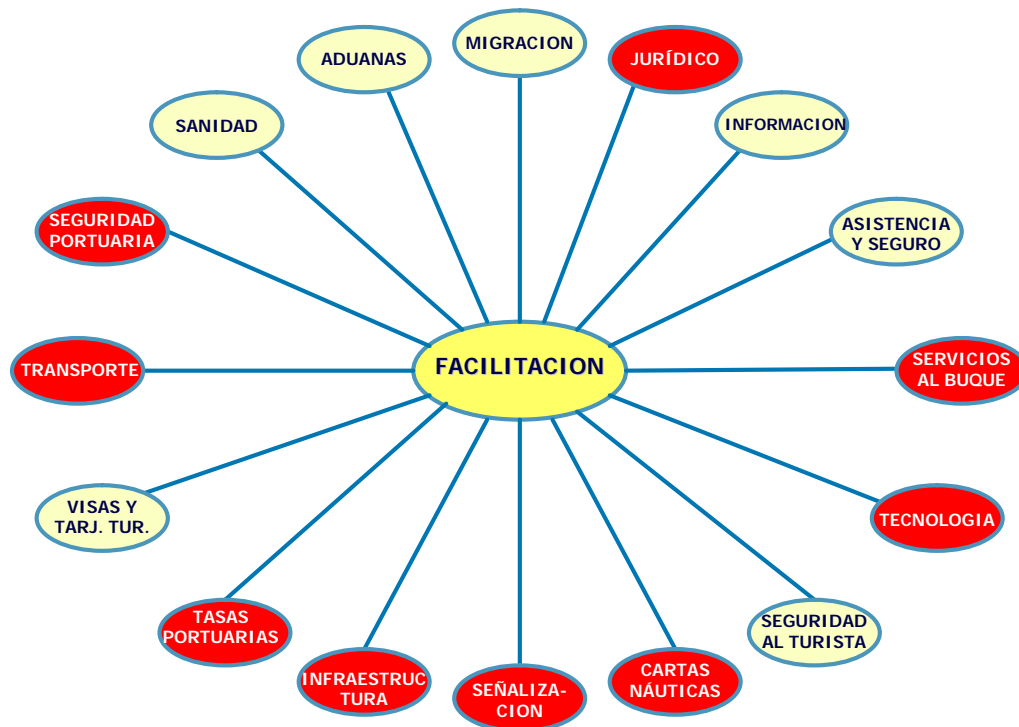 MIGRACION
ADUANAS
JURÍDICO
SANIDAD
INFORMACION
SEGURIDAD
PORTUARIA
ASISTENCIA
Y SEGURO
FACILITACION
TRANSPORTE
SERVICIOS
AL BUQUE
VISAS Y
TARJ. TUR.
TECNOLOGIA
TASAS
PORTUARIAS
SEGURIDAD
AL TURISTA
INFRAESTRUC
TURA
SEÑALIZA-
CION
CARTAS
NÁUTICAS